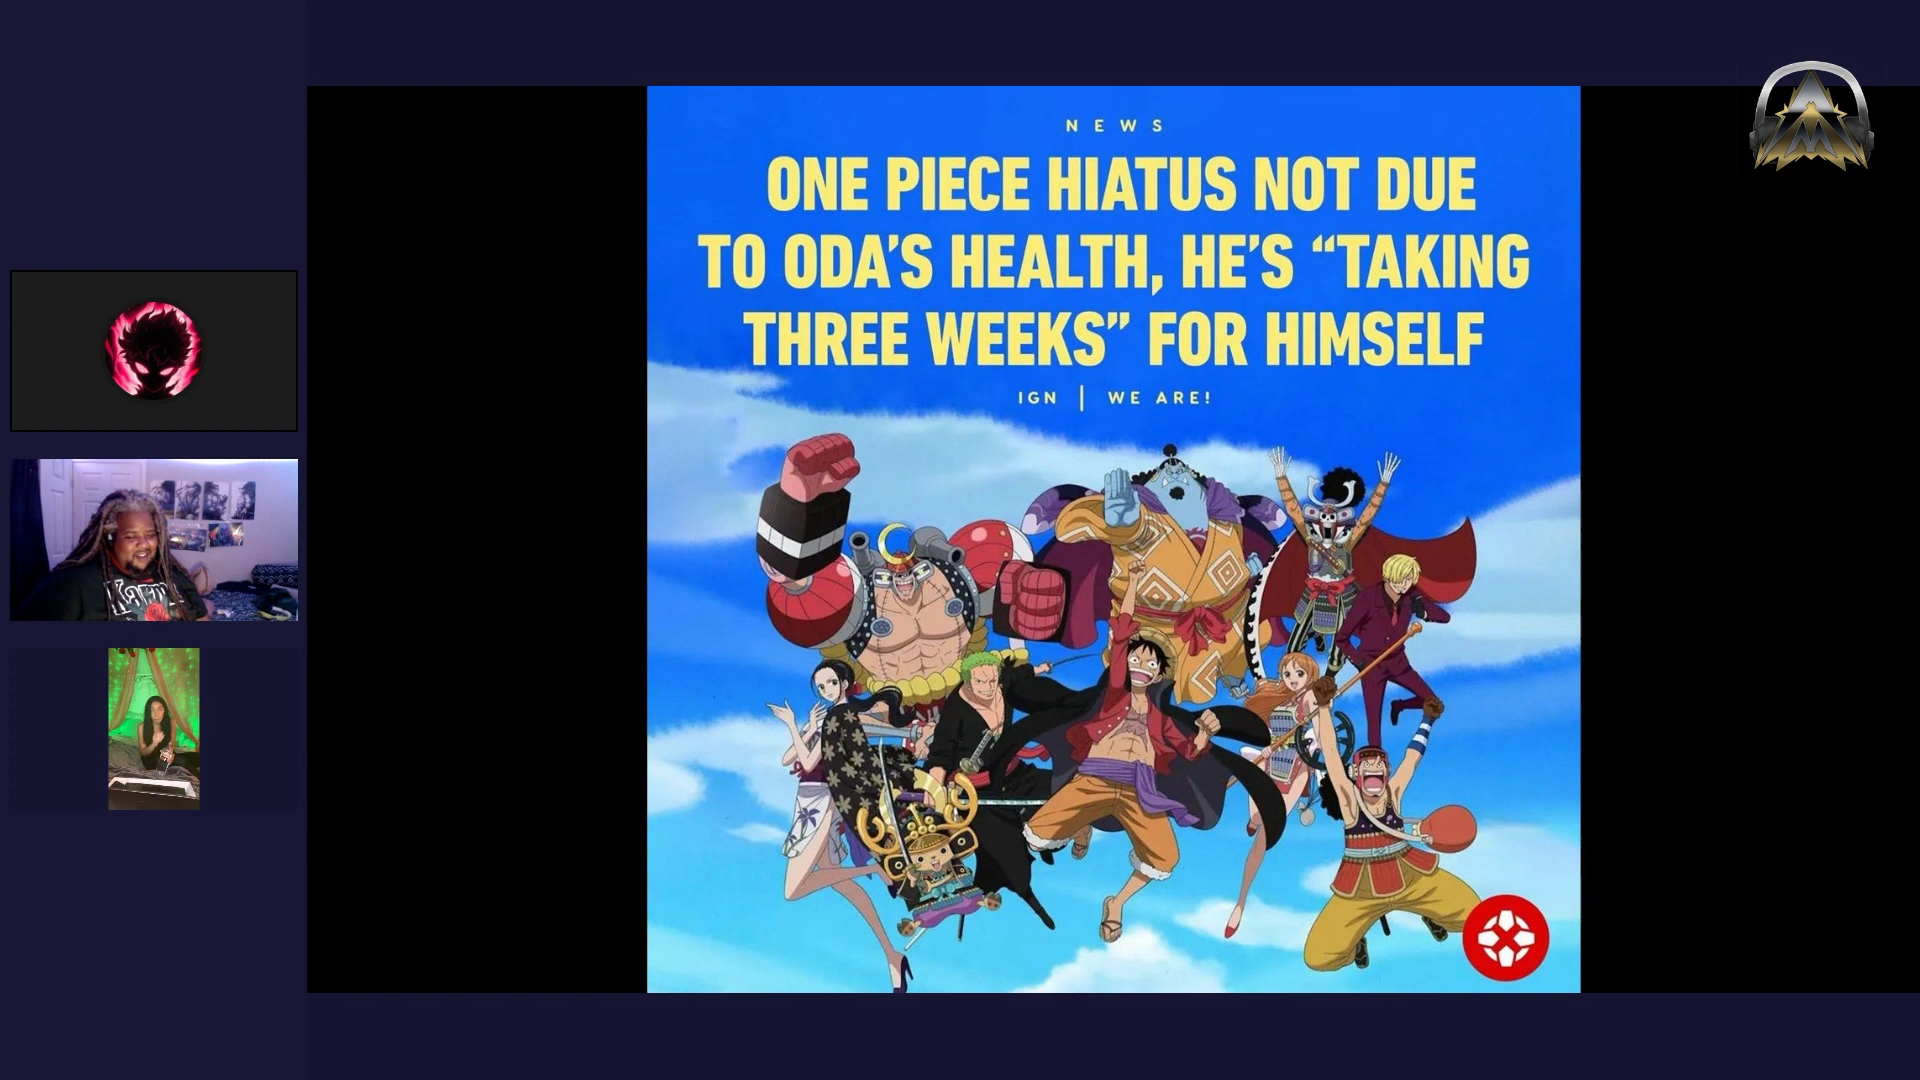 NEWS
ONE PIECE HIATUS NOT DUE
TO ODA'S HEALTH, HE'S “TAKING
THREE WEEKS” FOR HIMSELF
IGN | WE ARE!